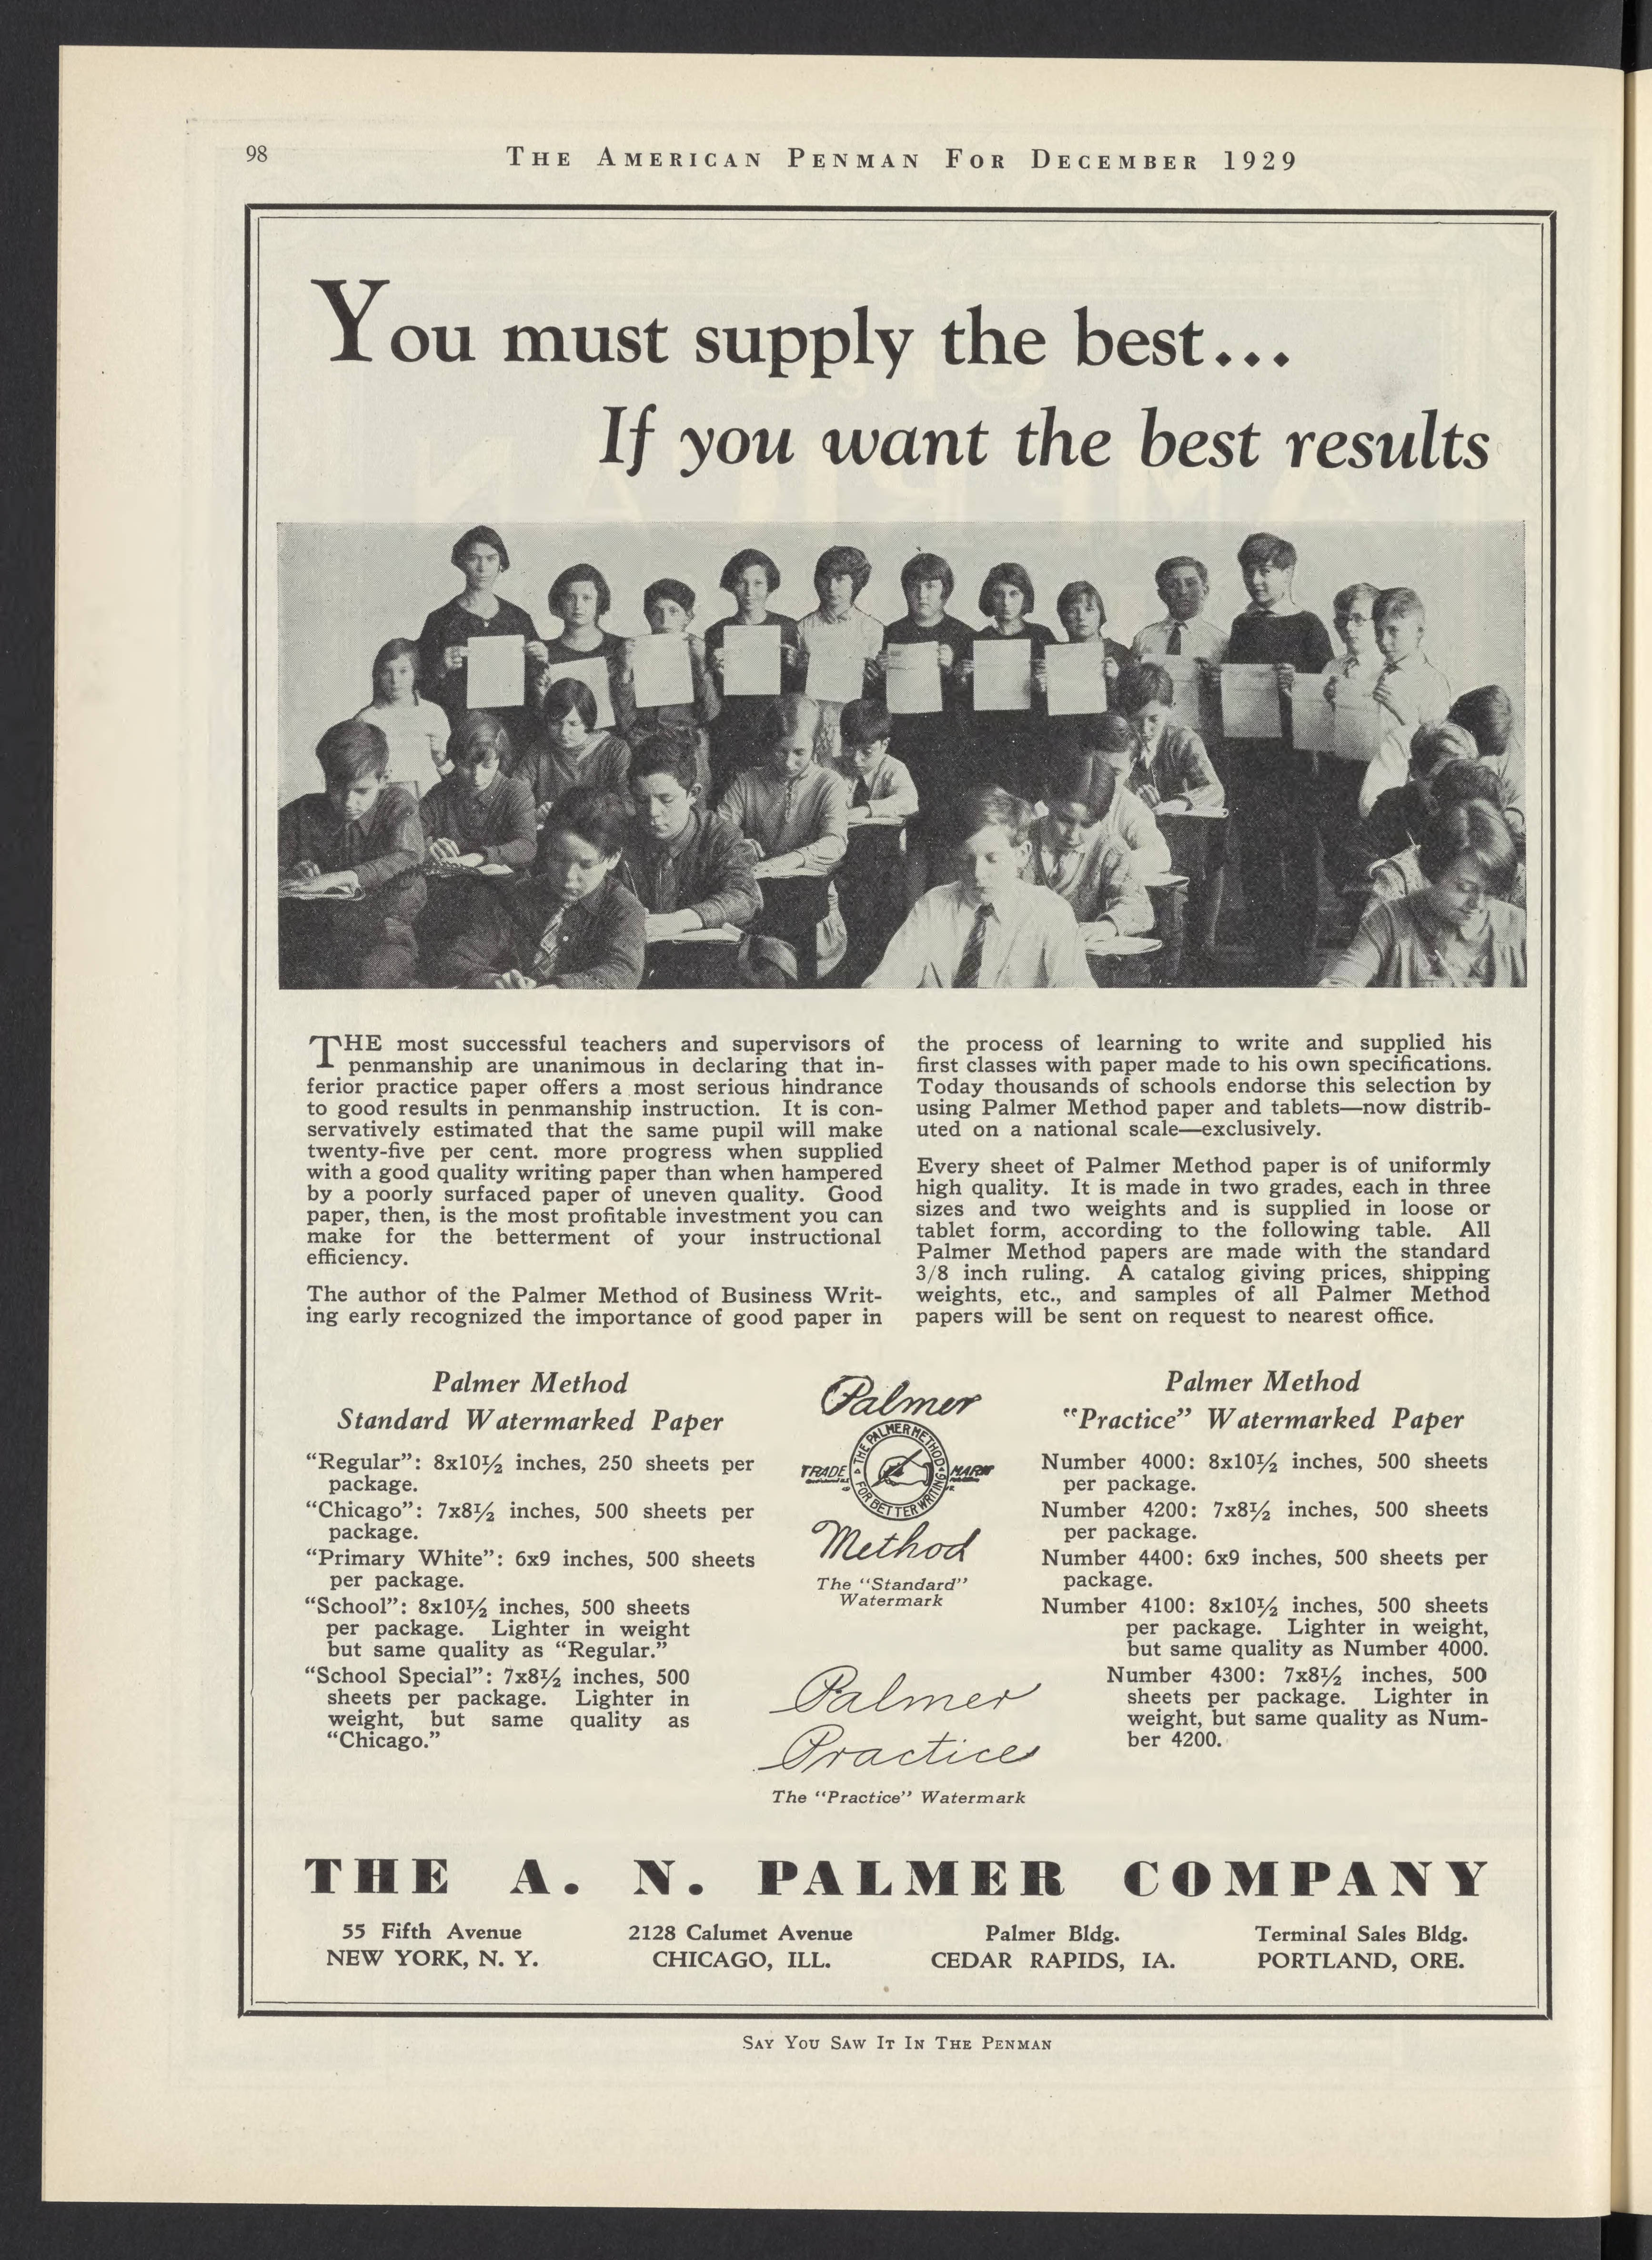 98
THE AMERICAN PENMAN FOR DECEMBER 1929
You must supply the best...
If you want the best results
THE most successful teachers and supervisors of
penmanship are unanimous in declaring that in-
ferior practice paper offers a most serious hindrance
to good results in penmanship instruction. It is con-
servatively estimated that the same pupil will make
twenty-five per cent. more progress when supplied
with a good quality writing paper than when hampered
by a poorly surfaced paper of uneven quality. Good
paper, then, is the most profitable investment you can
make for the betterment of your instructional
efficiency.
The author of the Palmer Method of Business Writ-
ing early recognized the importance of good paper in
the process of learning to write and supplied his
first classes with paper made to his own specifications.
Today thousands of schools endorse this selection by
using Palmer Method paper and tablets—now distrib-
uted on a national scale—exclusively.
Every sheet of Palmer Method paper is of uniformly
high quality. It is made in two grades, each in three
sizes and two weights and is supplied in loose or
tablet form, according to the following table. All
Palmer Method papers are made with the standard
3/8 inch ruling. A catalog giving prices, shipping
weights, etc., and samples of all Palmer Method
papers will be sent on request to nearest office.
Palmer Method
Standard Watermarked Paper
"Regular": 8x10½ inches, 250 sheets per
package.
"Chicago": 7x8½ inches, 500 sheets per
package.
"Primary White": 6x9 inches, 500 sheets
per package.
"School": 8x10½ inches, 500 sheets
per package. Lighter in weight
but same quality as "Regular."
"School Special": 7x8½ inches, 500
sheets per package. Lighter in
weight, but same quality as
"Chicago."
Palmer
THE PALMER METHOD
FOR BETTER WRITING
TRADE MARK
Method
The "Standard"
Watermark
Palmer
Practice
The "Practice" Watermark
Palmer Method
"Practice" Watermarked Paper
Number 4000: 8x10½ inches, 500 sheets
per package.
Number 4200: 7x8½ inches, 500 sheets
per package.
Number 4400: 6x9 inches, 500 sheets per
package.
Number 4100: 8x10½ inches, 500 sheets
per package. Lighter in weight,
but same quality as Number 4000.
Number 4300: 7x8½ inches, 500
sheets per package. Lighter in
weight, but same quality as Num-
ber 4200.
THE A. N. PALMER COMPANY
55 Fifth Avenue
NEW YORK, N. Y.
2128 Calumet Avenue
CHICAGO, ILL.
Palmer Bldg.
CEDAR RAPIDS, IA.
Terminal Sales Bldg.
PORTLAND, ORE.
SAY YOU SAW IT IN THE PENMAN